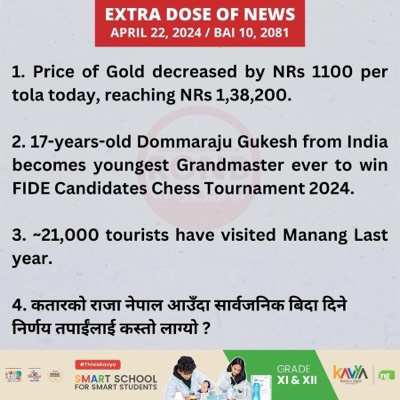 EXTRA DOSE OF NEWS
APRIL 22, 2024 / BAI 10, 2081
1. Price of Gold decreased by NRs 1100 per
tola today, reaching NRs 1,38,200.
2. 17-years-old Dommaraju Gukesh from India
becomes youngest Grandmaster ever to win
FIDE Candidates Chess Tournament 2024.
3. ~21,000 tourists have visited Manang Last
year.
4. कतारको राजा नेपाल आउँदा सार्वजनिक बिदा दिने
निर्णय तपाईंलाई कस्तो लाग्यो ?
#ThinkKavya
SMART SCHOOL
FOR SMART STUDENTS
GRADE
XI & XII
KAVYA